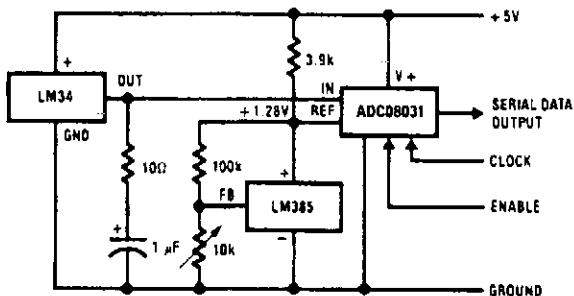 +5V
3.9k
+
OUT
IN
V+
LM34
ADC08031
SERIAL DATA
OUTPUT
+1.28V
REF
GND
CLOCK
10Ω
100k
+
FB
LM385
ENABLE
+
1 µF
10k
−
GROUND